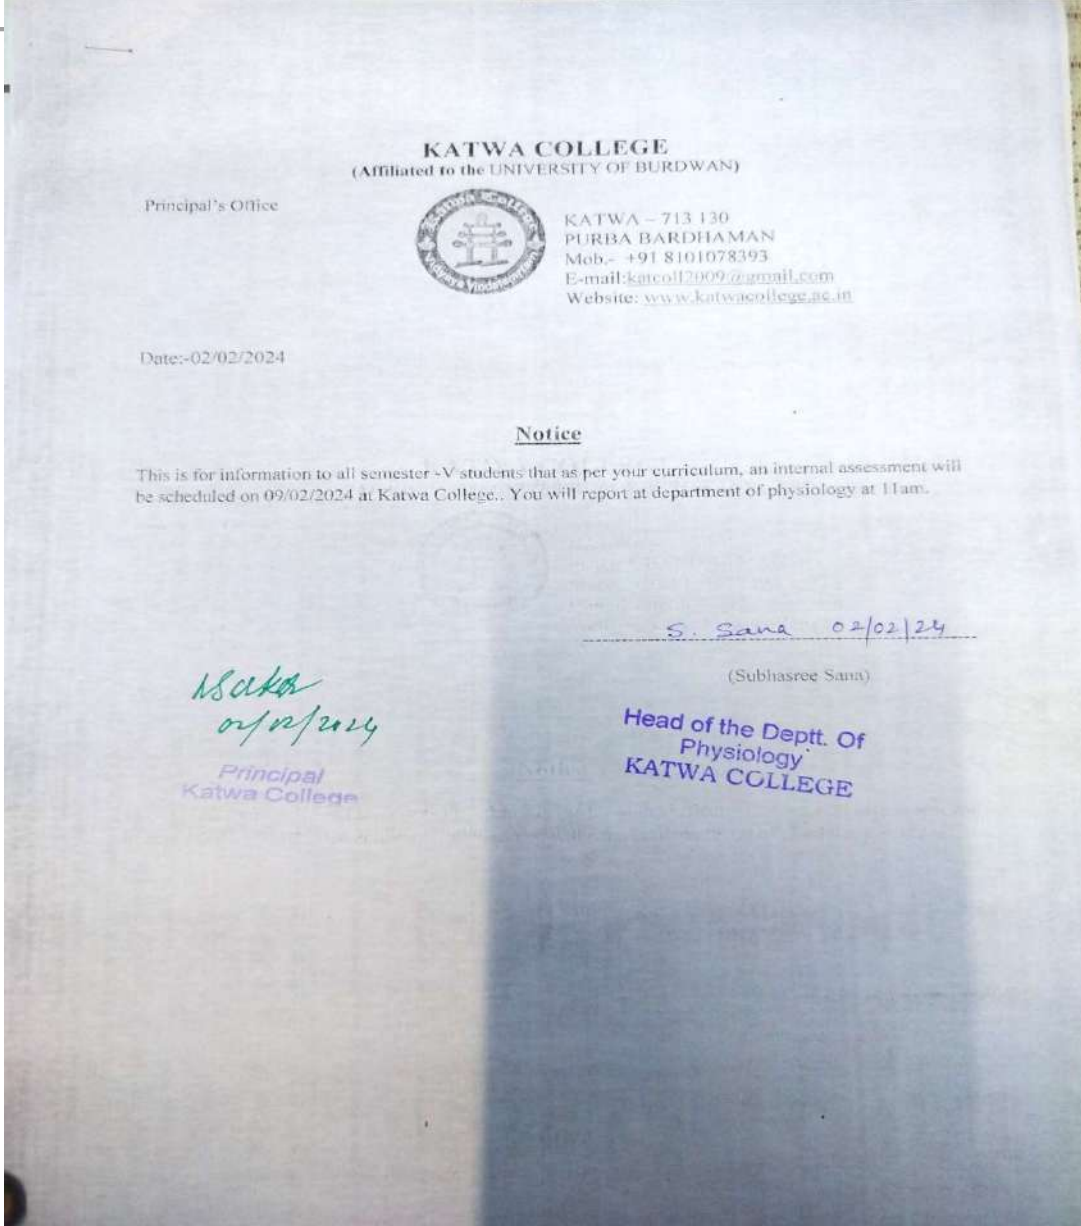 KATWA COLLEGE
(Affiliated to the UNIVERSITY OF BURDWAN)
Principal's Office
Katwa College
KATWA – 713 130
PURBA BARDHAMAN
Mob.- +91 8101078393
E-mail:katcoll2009@gmail.com
Website: www.katwacollege.ac.in
Date:-02/02/2024
Notice
This is for information to all semester -V students that as per your curriculum, an internal assessment will
be scheduled on 09/02/2024 at Katwa College.. You will report at department of physiology at 11am.
S. Sana 02/02/24
(Subhasree Sana)
02/02/2024
Head of the Deptt. Of
Physiology
KATWA COLLEGE
Principal
Katwa College